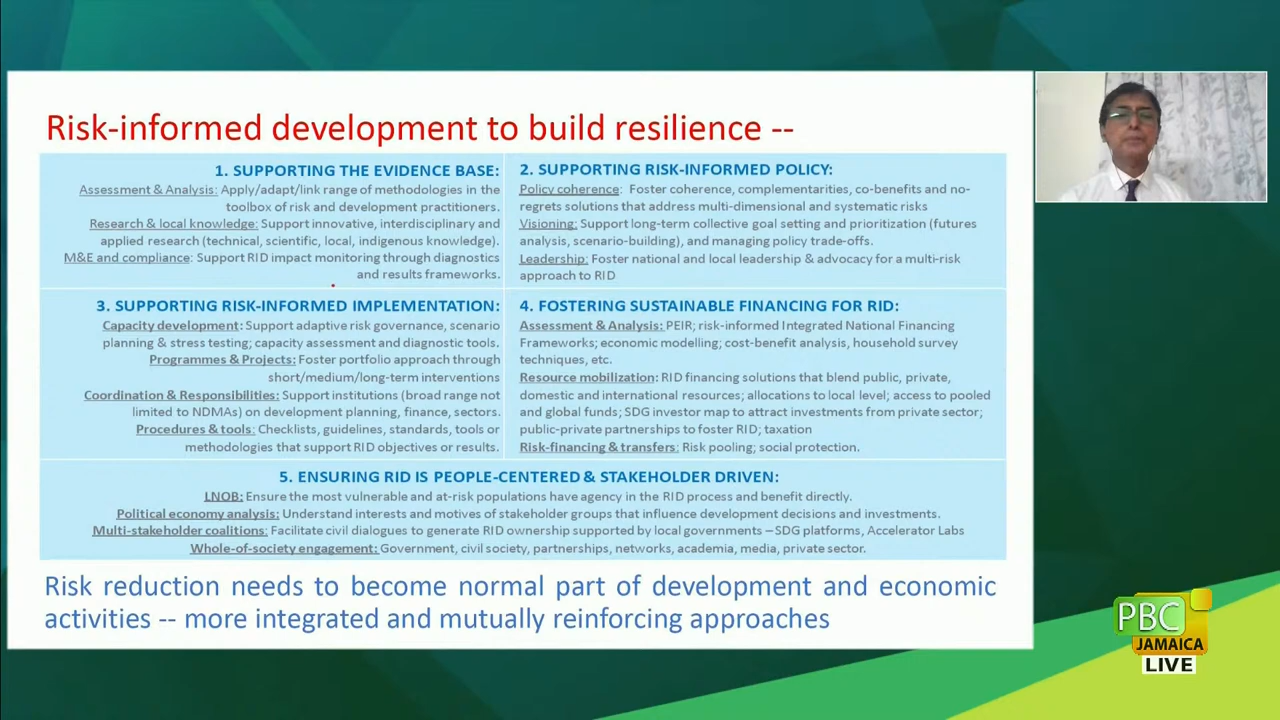 Risk-informed development to build resilience --
1. SUPPORTING THE EVIDENCE BASE:
Assessment & Analysis: Apply/adapt/link range of methodologies in the
toolbox of risk and development practitioners.
Research & local knowledge: Support innovative, interdisciplinary and
applied research (technical, scientific, local, indigenous knowledge).
M&E and compliance: Support RID impact monitoring through diagnostics
and results frameworks.
2. SUPPORTING RISK-INFORMED POLICY:
Policy coherence: Foster coherence, complementarities, co-benefits and no-
regrets solutions that address multi-dimensional and systematic risks
Visioning: Support long-term collective goal setting and prioritization (futures
analysis, scenario-building), and managing policy trade-offs.
Leadership: Foster national and local leadership & advocacy for a multi-risk
approach to RID
3. SUPPORTING RISK-INFORMED IMPLEMENTATION:
Capacity development: Support adaptive risk governance, scenario
planning & stress testing; capacity assessment and diagnostic tools.
Programmes & Projects: Foster portfolio approach through
short/medium/long-term interventions
Coordination & Responsibilities: Support institutions (broad range not
limited to NDMAs) on development planning, finance, sectors.
Procedures & tools: Checklists, guidelines, standards, tools or
methodologies that support RID objectives or results.
4. FOSTERING SUSTAINABLE FINANCING FOR RID:
Assessment & Analysis: PEIR; risk-informed Integrated National Financing
Frameworks; economic modelling; cost-benefit analysis, household survey
techniques, etc.
Resource mobilization: RID financing solutions that blend public, private,
domestic and international resources; allocations to local level; access to pooled
and global funds; SDG investor map to attract investments from private sector;
public-private partnerships to foster RID; taxation
Risk-financing & transfers: Risk pooling; social protection.
5. ENSURING RID IS PEOPLE-CENTERED & STAKEHOLDER DRIVEN:
LNOB: Ensure the most vulnerable and at-risk populations have agency in the RID process and benefit directly.
Political economy analysis: Understand interests and motives of stakeholder groups that influence development decisions and investments.
Multi-stakeholder coalitions: Facilitate civil dialogues to generate RID ownership supported by local governments – SDG platforms, Accelerator Labs
Whole-of-society engagement: Government, civil society, partnerships, networks, academia, media, private sector.
Risk reduction needs to become normal part of development and economic
activities -- more integrated and mutually reinforcing approaches
PBC
JAMAICA
LIVE